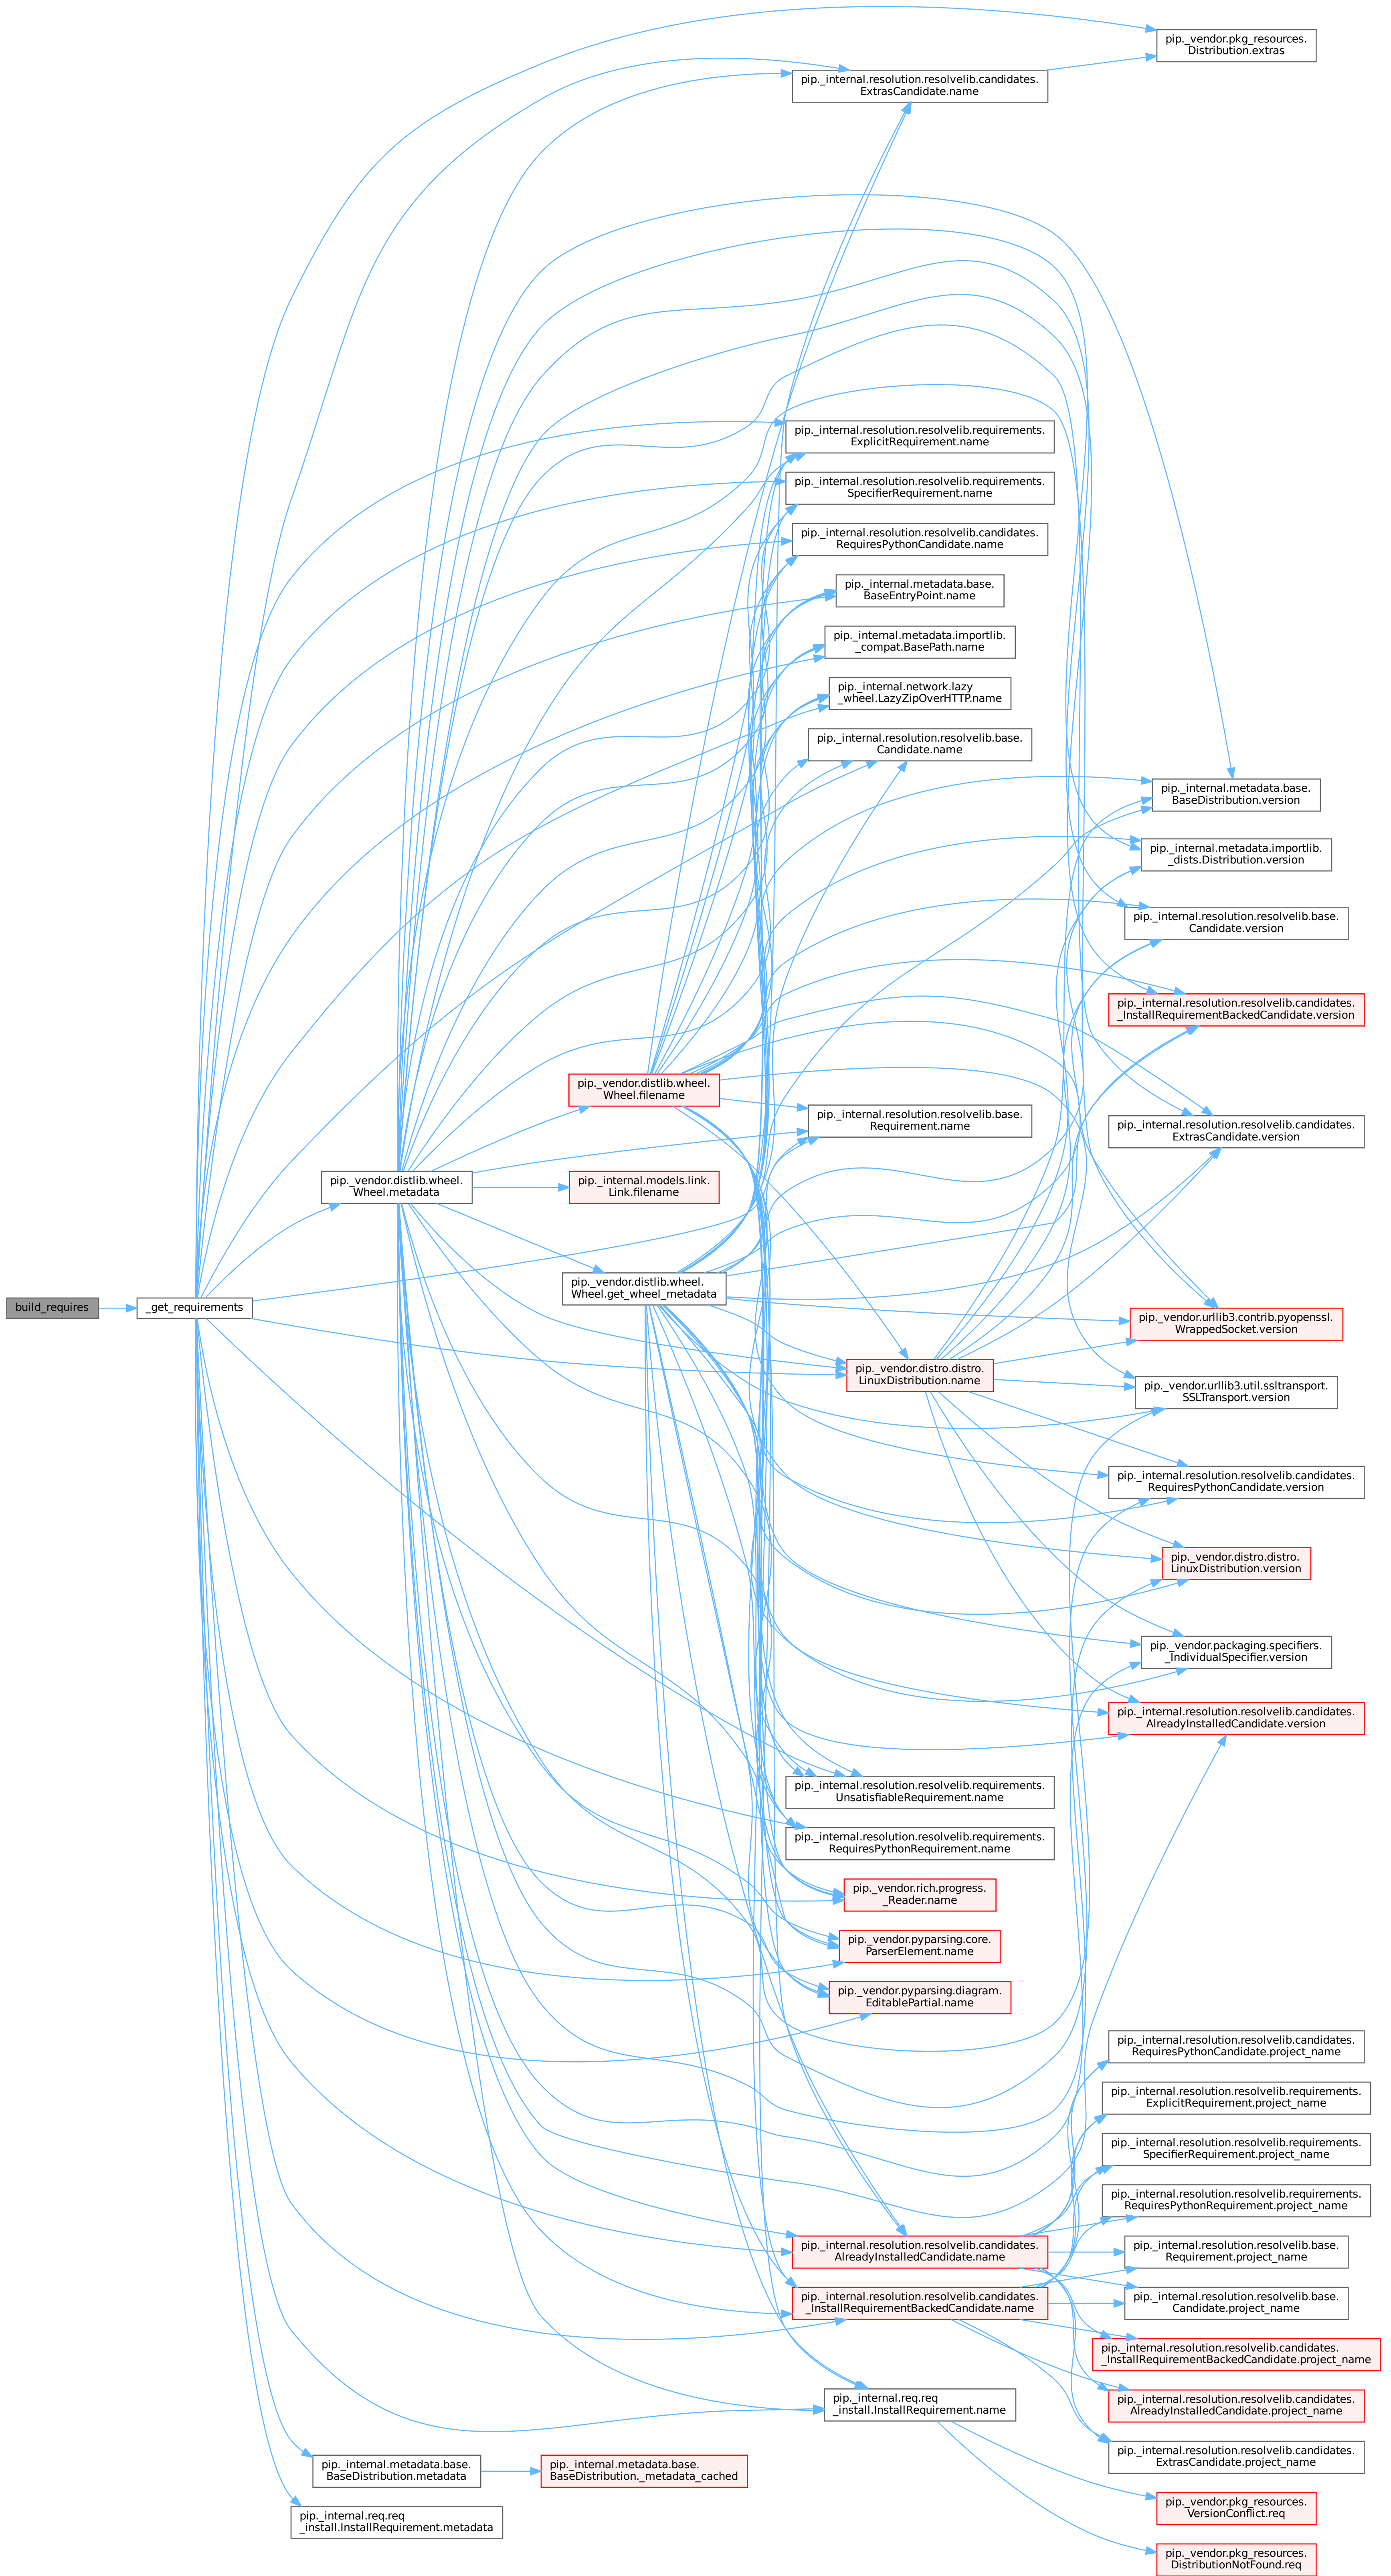 pip._vendor.pkg_resources.
Distribution.extras
pip._internal.resolution.resolvelib.candidates.
ExtrasCandidate.name
pip._internal.resolution.resolvelib.requirements.
ExplicitRequirement.name
pip._internal.resolution.resolvelib.requirements.
SpecifierRequirement.name
pip._internal.resolution.resolvelib.candidates.
RequiresPythonCandidate.name
pip._internal.metadata.base.
BaseEntryPoint.name
pip._internal.metadata.importlib.
_compat.BasePath.name
pip._internal.network.lazy
_wheel.LazyZipOverHTTP.name
pip._internal.resolution.resolvelib.base.
Candidate.name
pip._internal.metadata.base.
BaseDistribution.version
pip._internal.metadata.importlib.
_dists.Distribution.version
pip._internal.resolution.resolvelib.base.
Candidate.version
pip._internal.resolution.resolvelib.candidates.
_InstallRequirementBackedCandidate.version
pip._vendor.distlib.wheel.
Wheel.filename
pip._internal.resolution.resolvelib.base.
Requirement.name
pip._internal.resolution.resolvelib.candidates.
ExtrasCandidate.version
pip._vendor.distlib.wheel.
Wheel.metadata
pip._internal.models.link.
Link.filename
pip._vendor.distlib.wheel.
Wheel.get_wheel_metadata
build_requires
_get_requirements
pip._vendor.urllib3.contrib.pyopenssl.
WrappedSocket.version
pip._vendor.distro.distro.
LinuxDistribution.name
pip._vendor.urllib3.util.ssltransport.
SSLTransport.version
pip._internal.resolution.resolvelib.candidates.
RequiresPythonCandidate.version
pip._vendor.distro.distro.
LinuxDistribution.version
pip._vendor.packaging.specifiers.
_IndividualSpecifier.version
pip._internal.resolution.resolvelib.candidates.
AlreadyInstalledCandidate.version
pip._internal.resolution.resolvelib.requirements.
UnsatisfiableRequirement.name
pip._internal.resolution.resolvelib.requirements.
RequiresPythonRequirement.name
pip._vendor.rich.progress.
_Reader.name
pip._vendor.pyparsing.core.
ParserElement.name
pip._vendor.pyparsing.diagram.
EditablePartial.name
pip._internal.resolution.resolvelib.candidates.
RequiresPythonCandidate.project_name
pip._internal.resolution.resolvelib.requirements.
ExplicitRequirement.project_name
pip._internal.resolution.resolvelib.requirements.
SpecifierRequirement.project_name
pip._internal.resolution.resolvelib.requirements.
RequiresPythonRequirement.project_name
pip._internal.resolution.resolvelib.candidates.
AlreadyInstalledCandidate.name
pip._internal.resolution.resolvelib.base.
Requirement.project_name
pip._internal.resolution.resolvelib.candidates.
_InstallRequirementBackedCandidate.name
pip._internal.resolution.resolvelib.base.
Candidate.project_name
pip._internal.resolution.resolvelib.candidates.
_InstallRequirementBackedCandidate.project_name
pip._internal.req.req
_install.InstallRequirement.name
pip._internal.resolution.resolvelib.candidates.
AlreadyInstalledCandidate.project_name
pip._internal.resolution.resolvelib.candidates.
ExtrasCandidate.project_name
pip._internal.metadata.base.
BaseDistribution.metadata
pip._internal.metadata.base.
BaseDistribution._metadata_cached
pip._vendor.pkg_resources.
VersionConflict.req
pip._internal.req.req
_install.InstallRequirement.metadata
pip._vendor.pkg_resources.
DistributionNotFound.req